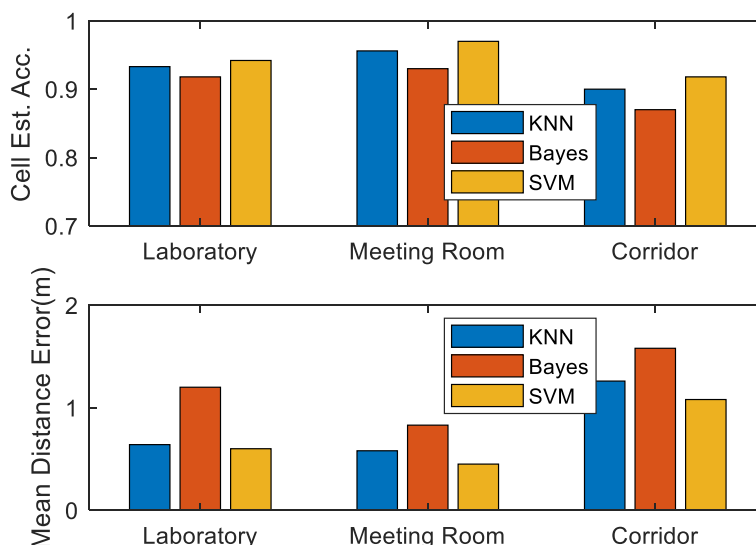 Cell Est. Acc.
1
0.9
0.8
0.7
KNN
Bayes
SVM
Laboratory
Meeting Room
Corridor
Mean Distance Error(m)
2
1
0
KNN
Bayes
SVM
Laboratory
Meeting Room
Corridor